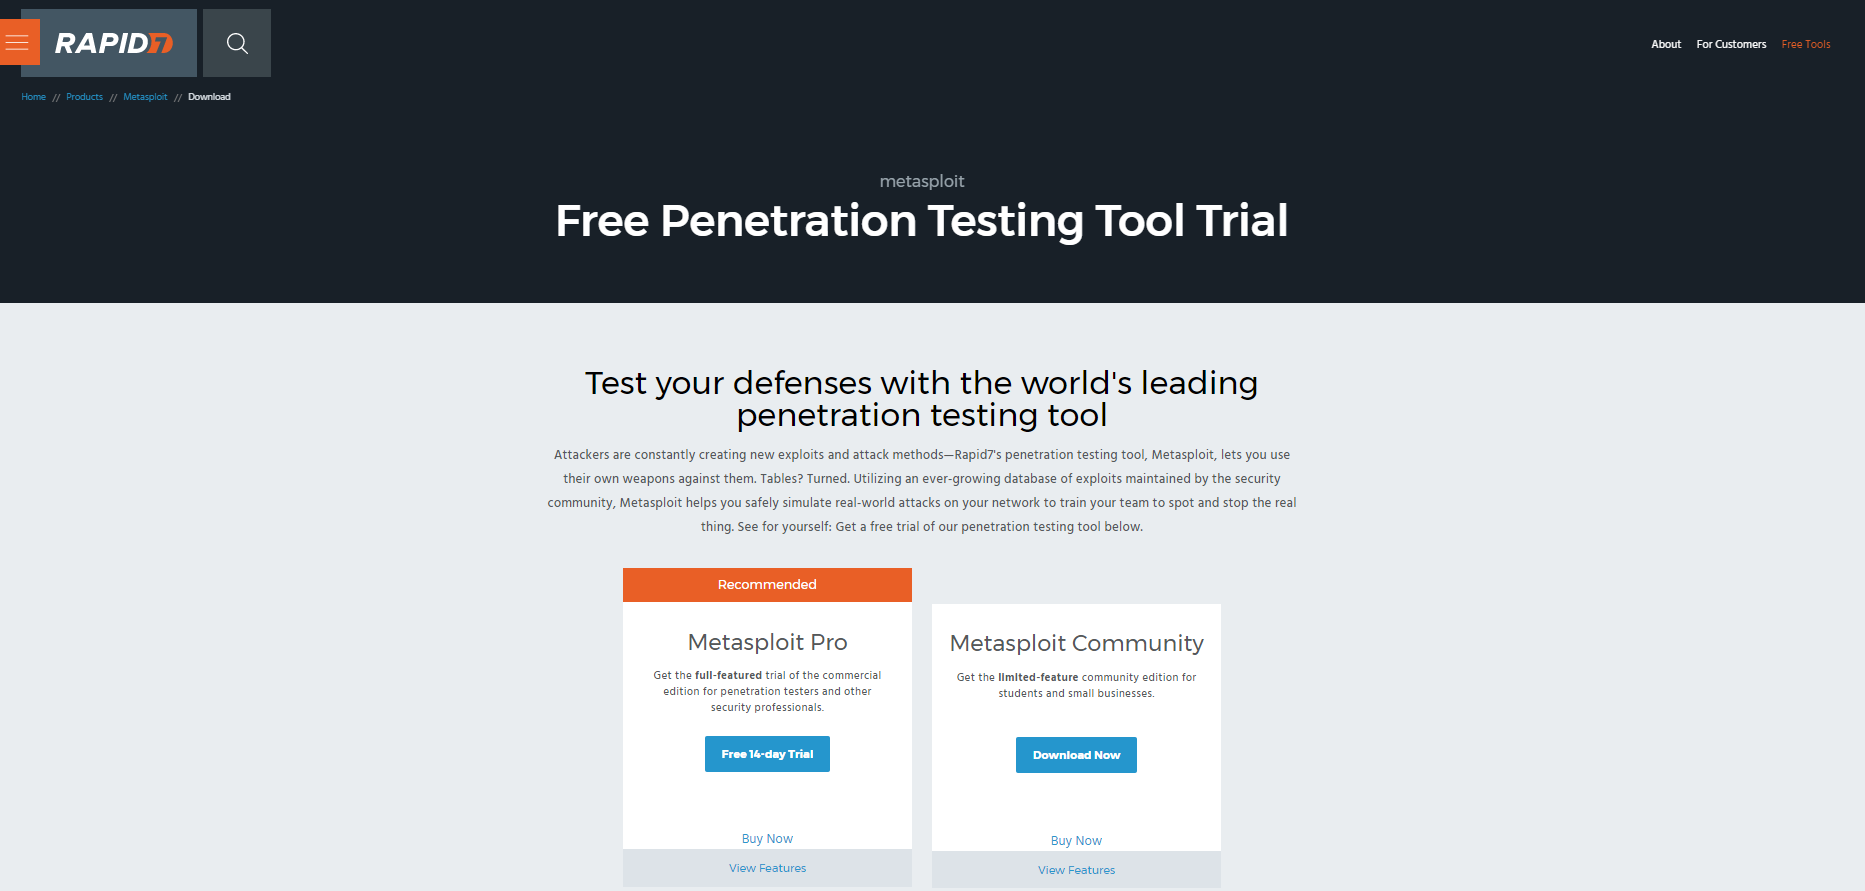 RAPID7
About For Customers Free Tools
Home // Products // Metasploit // Download
metasploit
Free Penetration Testing Tool Trial
Test your defenses with the world's leading
penetration testing tool
Attackers are constantly creating new exploits and attack methods—Rapid7's penetration testing tool, Metasploit, lets you use
their own weapons against them. Tables? Turned. Utilizing an ever-growing database of exploits maintained by the security
community, Metasploit helps you safely simulate real-world attacks on your network to train your team to spot and stop the real
thing. See for yourself: Get a free trial of our penetration testing tool below.
Recommended
Metasploit Pro
Get the full-featured trial of the commercial
edition for penetration testers and other
security professionals.
Free 14-day Trial
Buy Now
View Features
Metasploit Community
Get the limited-feature community edition for
students and small businesses.
Download Now
Buy Now
View Features